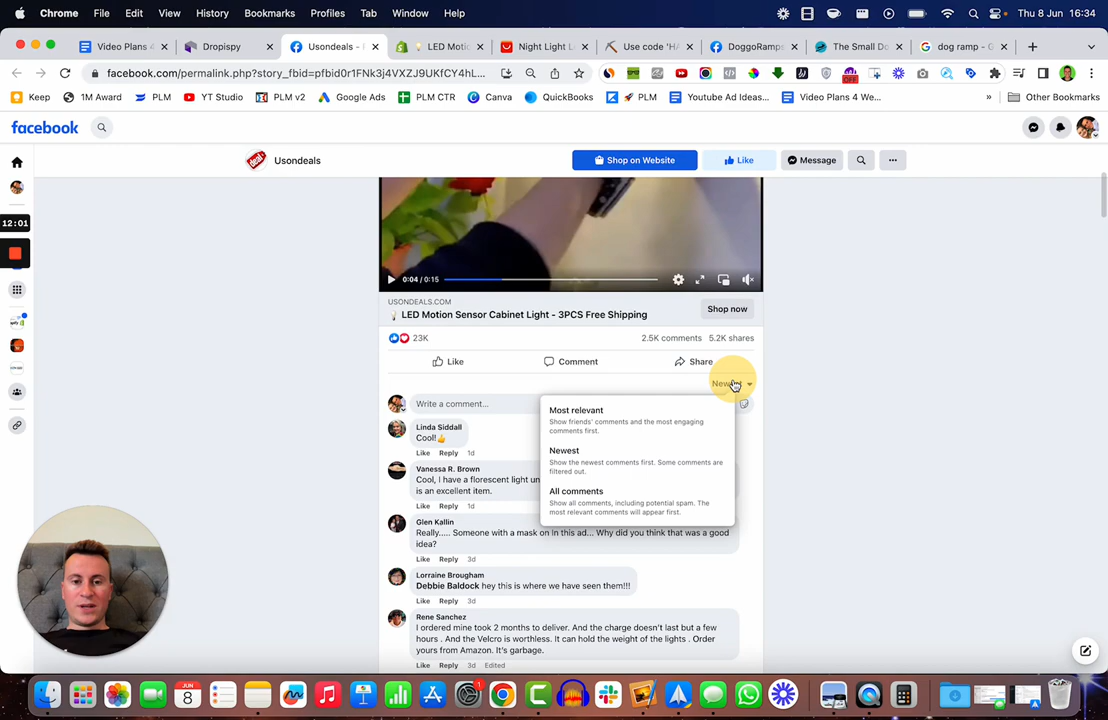 Chrome File Edit View History Bookmarks Profiles Tab Window Help Thu 8 Jun 16:34
Video Plans 4 Dropispy Usondeals - LED Motic Night Light L Use code 'HA DoggoRamps The Small Do dog ramp - G
facebook.com/permalink.php?story_fbid=pfbid0r1FNk3j4VXZJ9UKfCY4hL...
Keep 1M Award PLM YT Studio PLM v2 Google Ads PLM CTR Canva QuickBooks PLM Youtube Ad Ideas... Video Plans 4 We... » Other Bookmarks
facebook
Usondeals Shop on Website Like Message
12:01
0:04 / 0:15
USONDEALS.COM
LED Motion Sensor Cabinet Light - 3PCS Free Shipping
Shop now
23K 2.5K comments 5.2K shares
Like Comment Share
Write a comment...
Most relevant
Show friends' comments and the most engaging
comments first.
Newest
Show the newest comments first. Some comments are
filtered out.
All comments
Show all comments, including potential spam. The
most relevant comments will appear first.
Linda Siddall
Cool!
Like Reply 1d
Vanessa R. Brown
Cool, I have a florescent light un
is an excellent item.
Like Reply 1d
Glen Kallin
Really..... Someone with a mask on in this ad... Why did you think that was a good
idea?
Like Reply 3d
Lorraine Brougham
Debbie Baldock hey this is where we have seen them!!!
Like Reply 3d
Rene Sanchez
I ordered mine took 2 months to deliver. And the charge doesn't last but a few
hours . And the Velcro is worthless. It can hold the weight of the lights . Order
yours from Amazon. It's garbage.
Like Reply 3d Edited
JUN
8
1